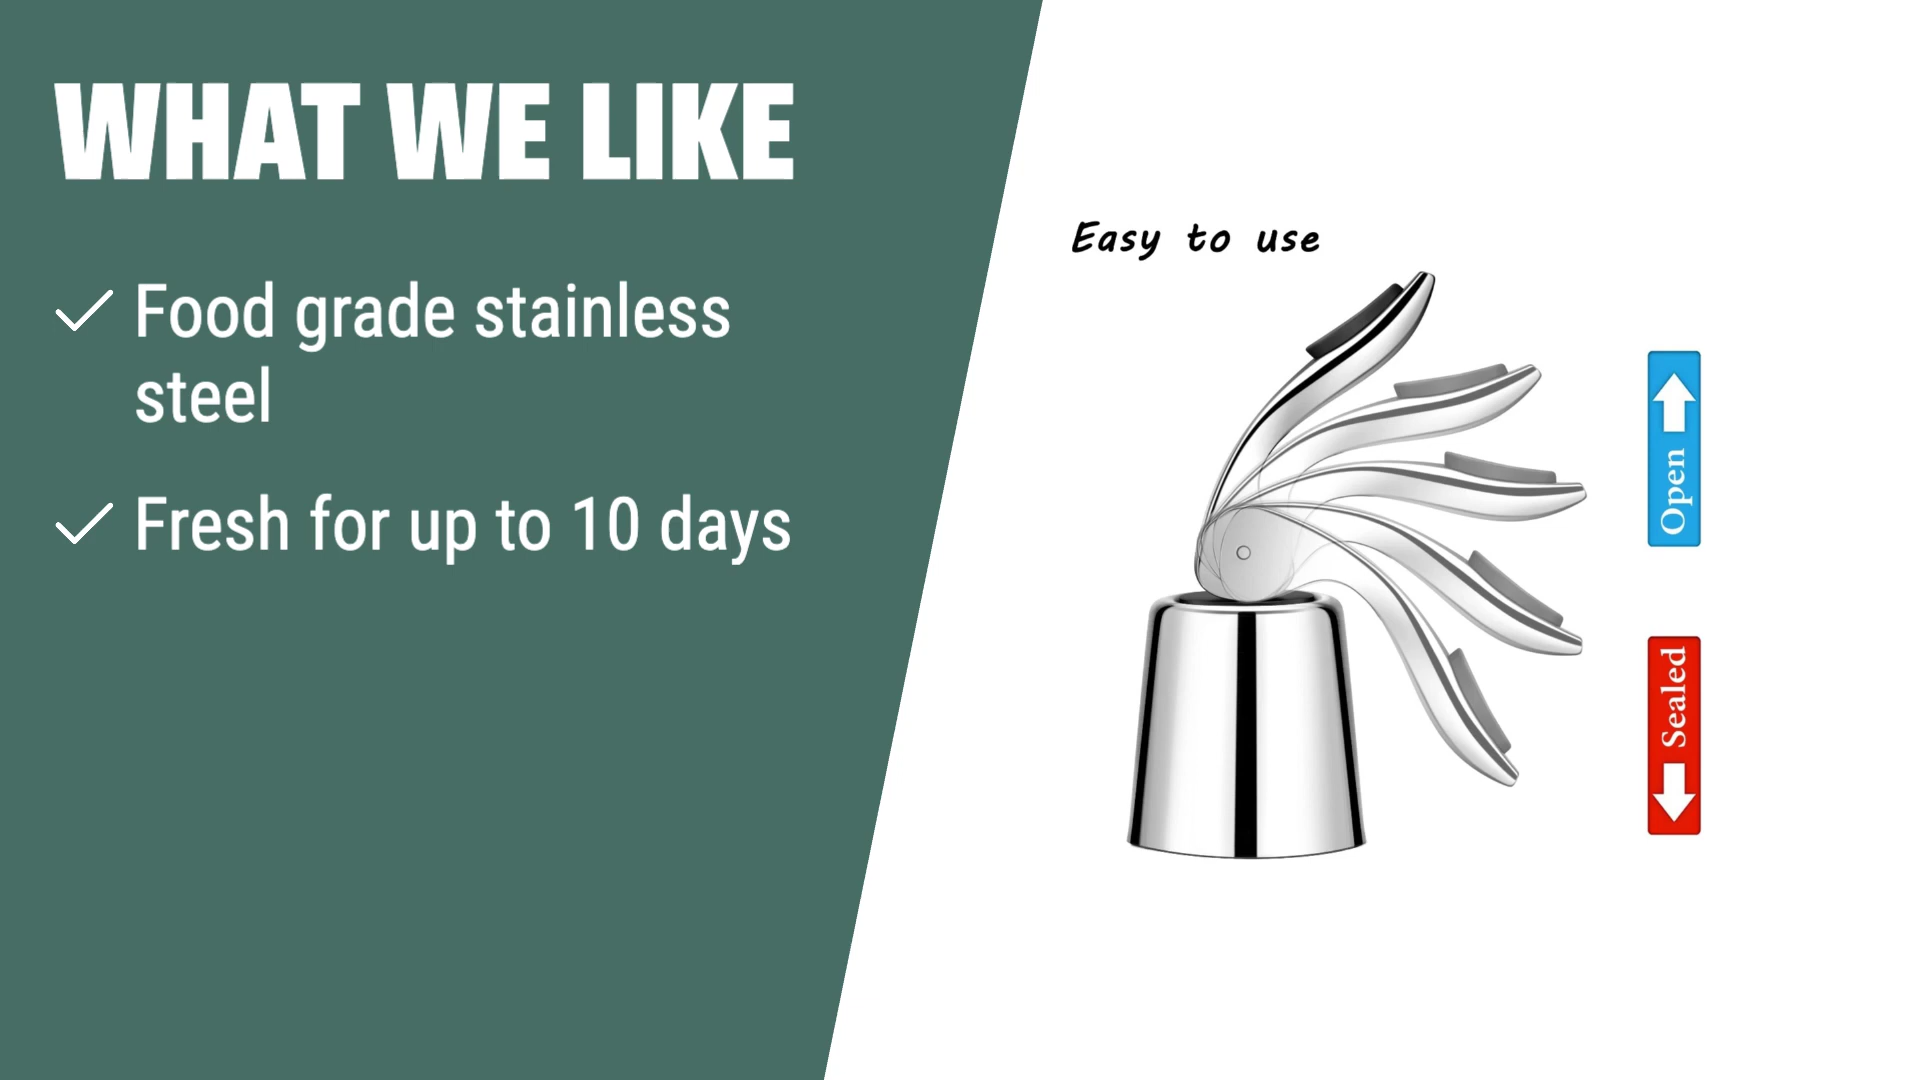 WHAT WE LIKE
Food grade stainless
steel
Fresh for up to 10 days
Easy to use
Open
Sealed